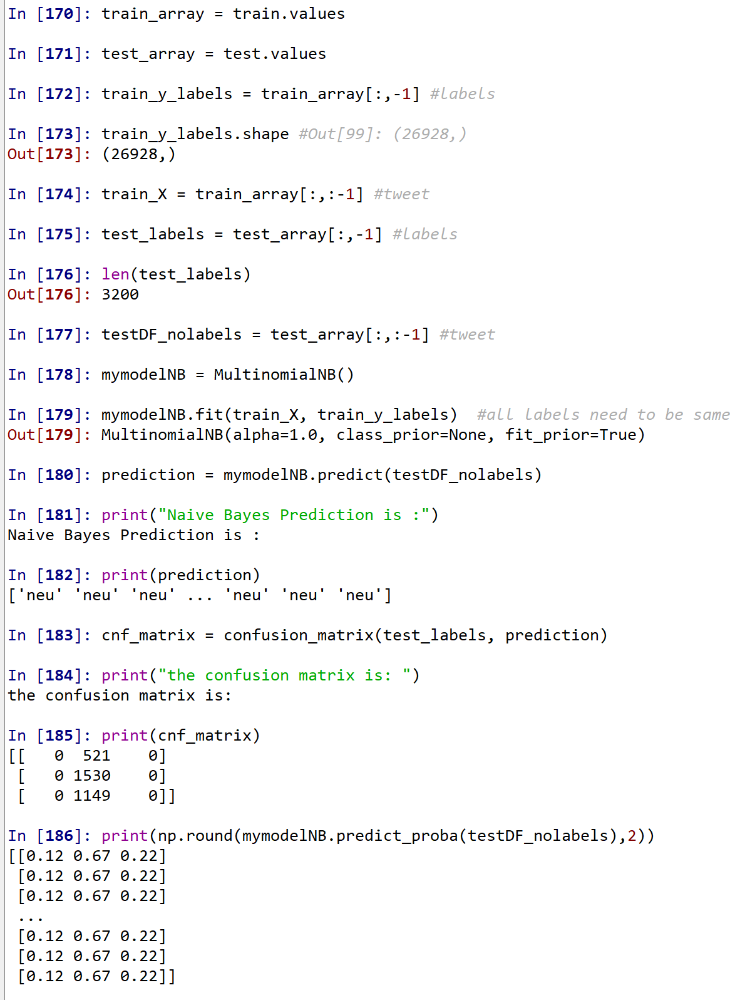 In [170]: train_array = train.values
In [171]: test_array = test.values
In [172]: train_y_labels = train_array[:,-1] #labels
In [173]: train_y_labels.shape #Out[99]: (26928,)
Out[173]: (26928,)
In [174]: train_X = train_array[:,:-1] #tweet
In [175]: test_labels = test_array[:,-1] #labels
In [176]: len(test_labels)
Out[176]: 3200
In [177]: testDF_nolabels = test_array[:,:-1] #tweet
In [178]: mymodelNB = MultinomialNB()
In [179]: mymodelNB.fit(train_X, train_y_labels)  #all labels need to be same
Out[179]: MultinomialNB(alpha=1.0, class_prior=None, fit_prior=True)
In [180]: prediction = mymodelNB.predict(testDF_nolabels)
In [181]: print("Naive Bayes Prediction is :")
Naive Bayes Prediction is :
In [182]: print(prediction)
['neu' 'neu' 'neu' ... 'neu' 'neu' 'neu']
In [183]: cnf_matrix = confusion_matrix(test_labels, prediction)
In [184]: print("the confusion matrix is: ")
the confusion matrix is:
In [185]: print(cnf_matrix)
[[   0  521    0]
 [   0 1530    0]
 [   0 1149    0]]
In [186]: print(np.round(mymodelNB.predict_proba(testDF_nolabels),2))
[[0.12 0.67 0.22]
 [0.12 0.67 0.22]
 [0.12 0.67 0.22]
 ...
 [0.12 0.67 0.22]
 [0.12 0.67 0.22]
 [0.12 0.67 0.22]]